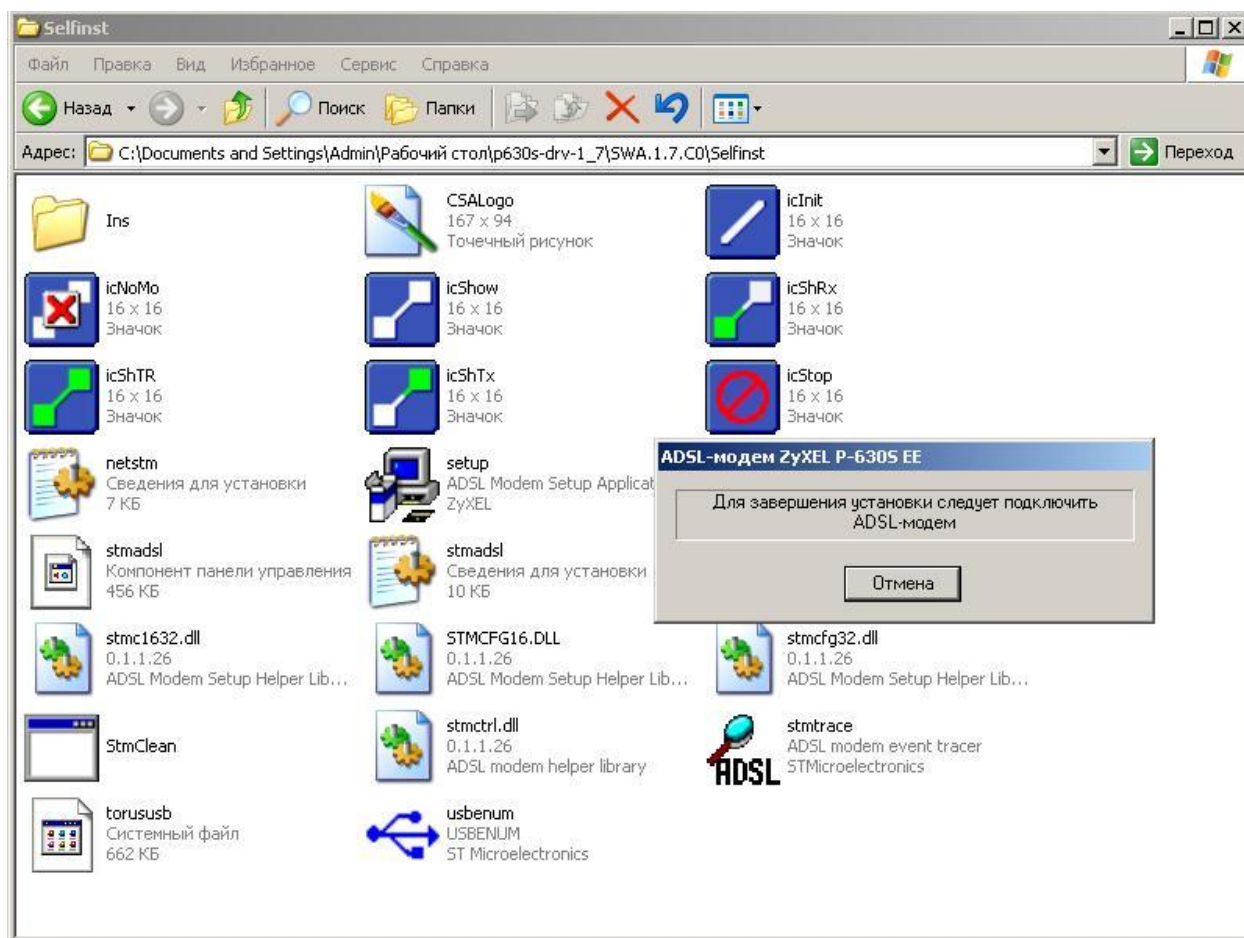 Selfinst
Файл Правка Вид Избранное Сервис Справка
Назад Поиск Папки
Адрес: C:\Documents and Settings\Admin\Рабочий стол\p630s-drv-1_7\SWA.1.7.C0\Selfinst Переход
Ins
CSALogo
167 x 94
Точечный рисунок
icInit
16 x 16
Значок
icNoMo
16 x 16
Значок
icShow
16 x 16
Значок
icShRx
16 x 16
Значок
icShTR
16 x 16
Значок
icShTx
16 x 16
Значок
icStop
16 x 16
Значок
netstm
Сведения для установки
7 КБ
setup
ADSL Modem Setup Applicat
ZyXEL
ADSL-модем ZyXEL P-630S EE
Для завершения установки следует подключить
ADSL-модем
Отмена
stmadsl
Компонент панели управления
456 КБ
stmadsl
Сведения для установки
10 КБ
stmc1632.dll
0.1.1.26
ADSL Modem Setup Helper Lib...
STMCFG16.DLL
0.1.1.26
ADSL Modem Setup Helper Lib...
stmcfg32.dll
0.1.1.26
ADSL Modem Setup Helper Lib...
StmClean
stmctrl.dll
0.1.1.26
ADSL modem helper library
ADSL
stmtrace
ADSL modem event tracer
STMicroelectronics
torususb
Системный файл
662 КБ
usbenum
USBENUM
ST Microelectronics